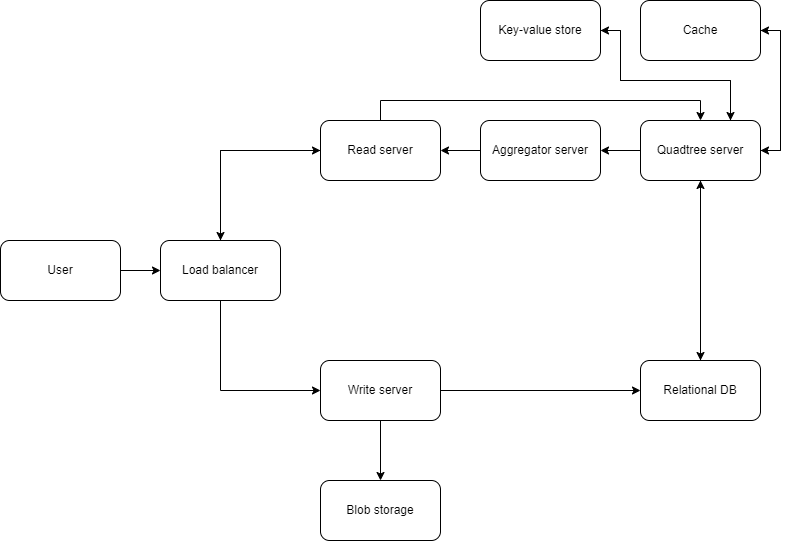 Key-value store
Cache
Read server
Aggregator server
Quadtree server
User
Load balancer
Write server
Relational DB
Blob storage